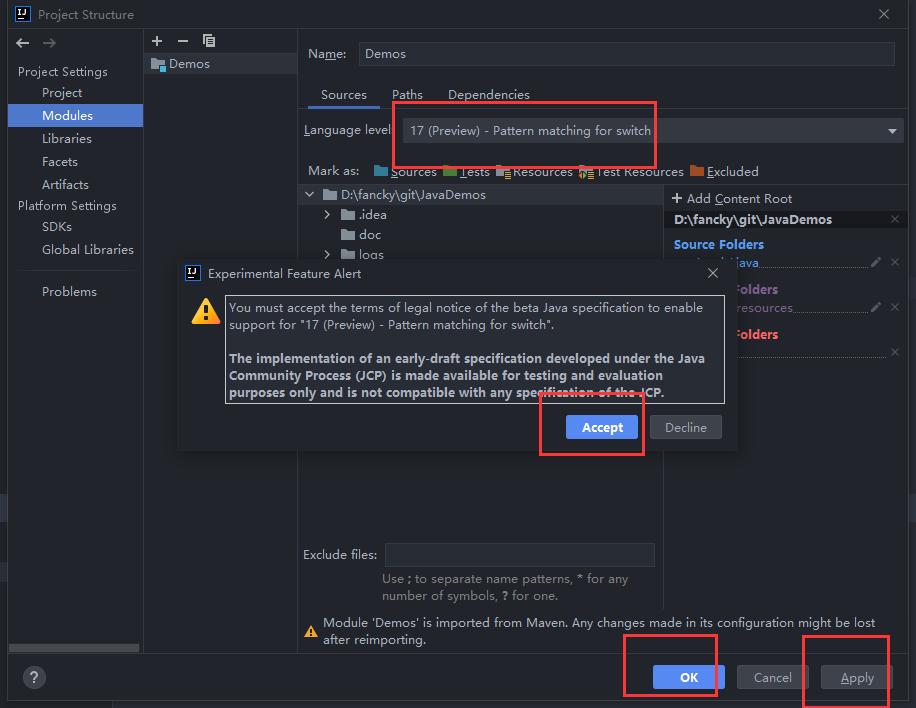 Project Structure
Project Settings
Project
Modules
Libraries
Facets
Artifacts
Platform Settings
SDKs
Global Libraries
Problems
Demos
Name: Demos
Sources Paths Dependencies
Language level 17 (Preview) - Pattern matching for switch
Mark as: Sources Tests Resources Test Resources Excluded
D:\fancky\git\JavaDemos
.idea
doc
logs
+ Add Content Root
D:\fancky\git\JavaDemos
Source Folders
java
Folders
resources
Folders
Experimental Feature Alert
You must accept the terms of legal notice of the beta Java specification to enable
support for "17 (Preview) - Pattern matching for switch".
The implementation of an early-draft specification developed under the Java
Community Process (JCP) is made available for testing and evaluation
purposes only and is not compatible with any specification of the JCP.
Accept Decline
Exclude files:
Use ; to separate name patterns, * for any
number of symbols, ? for one.
Module 'Demos' is imported from Maven. Any changes made in its configuration might be lost
after reimporting.
? OK Cancel Apply